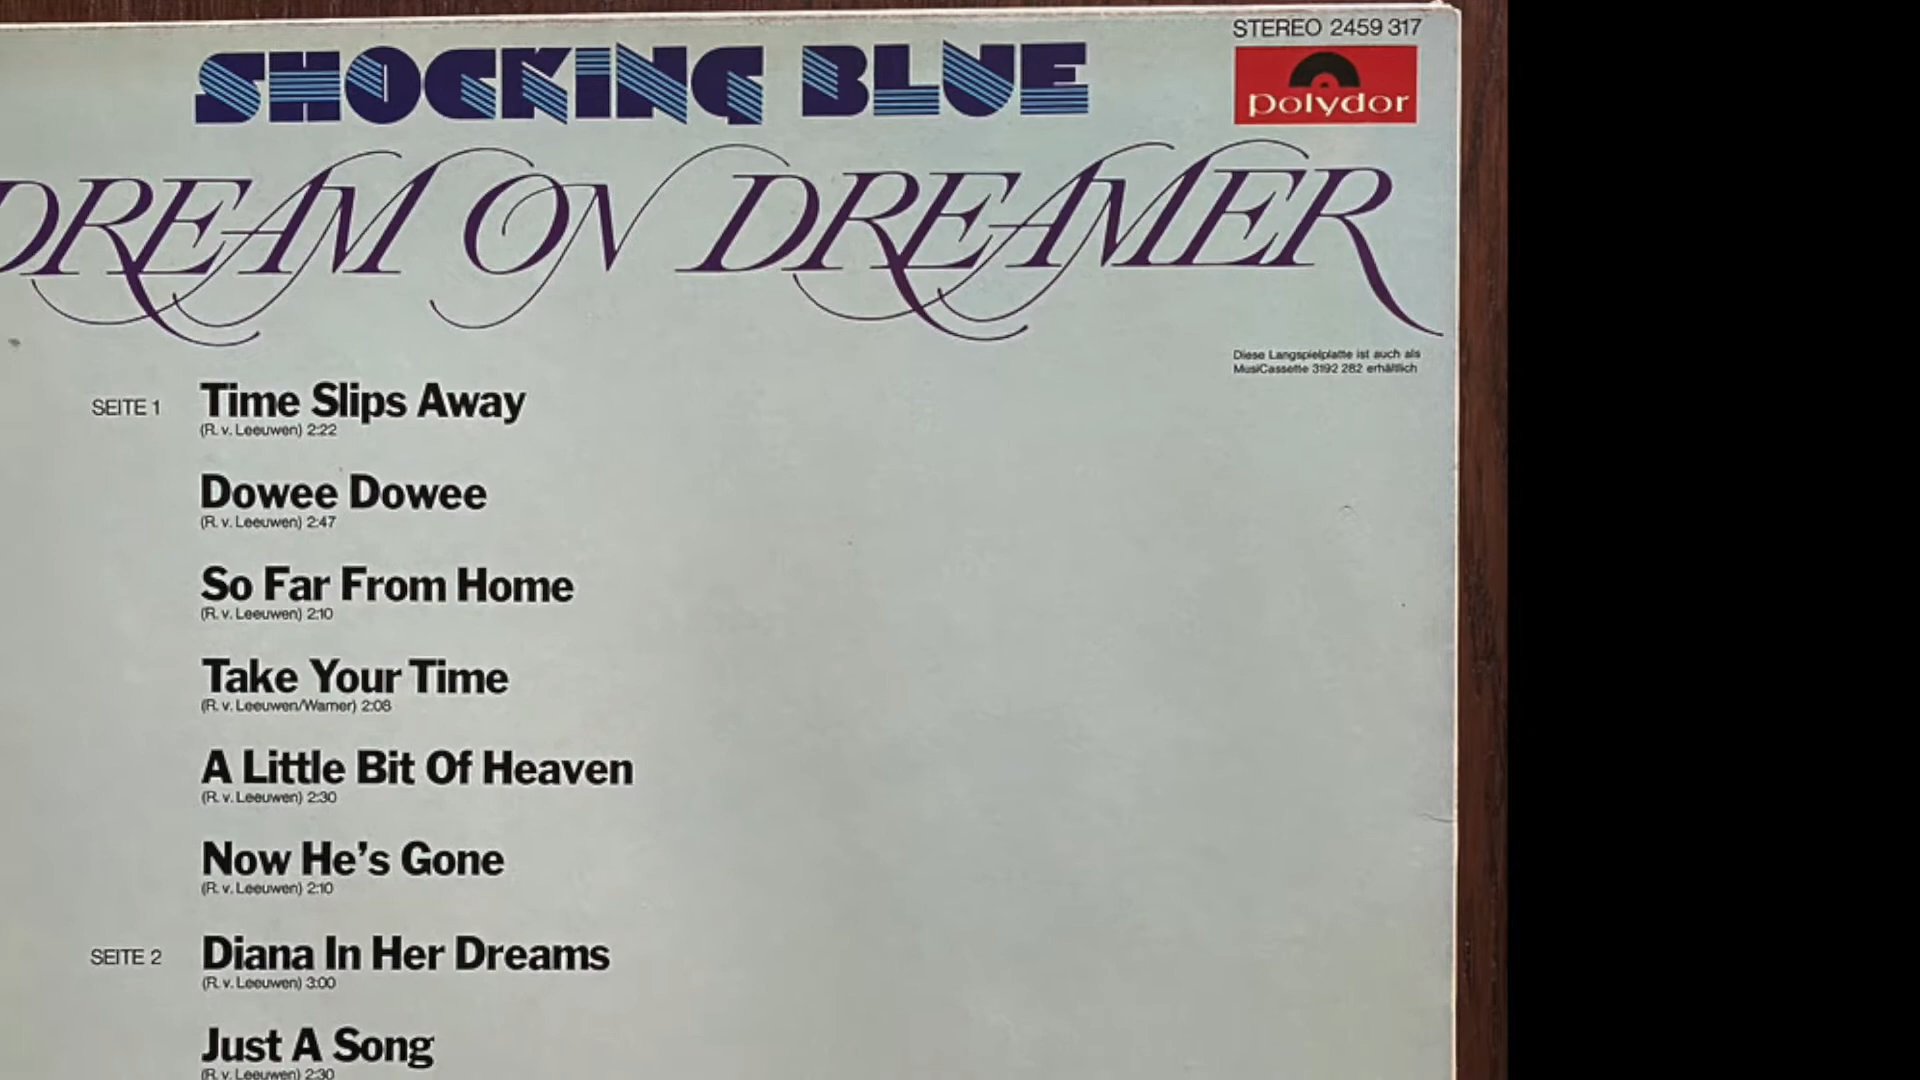 STEREO 2459 317
SHOCKING BLUE
polydor
DREAM ON DREAMER
Diese Langspielplatte ist auch als
MusiCassette 3192 282 erhältlich
SEITE 1 Time Slips Away
(R. v. Leeuwen) 2:22
Dowee Dowee
(R. v. Leeuwen) 2:47
So Far From Home
(R. v. Leeuwen) 2:10
Take Your Time
(R. v. Leeuwen/Warner) 2:08
A Little Bit Of Heaven
(R. v. Leeuwen) 2:30
Now He's Gone
(R. v. Leeuwen) 2:10
SEITE 2 Diana In Her Dreams
(R. v. Leeuwen) 3:00
Just A Song
(R. v. Leeuwen) 2:30